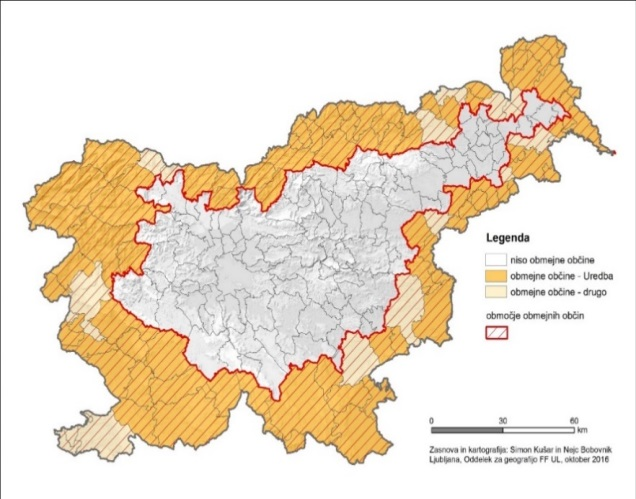 Legenda
niso obmejne občine
obmejne občine - Uredba
obmejne občine - drugo
območje obmejnih občin
0 30 60
km
Zasnova in kartografija: Simon Kušar in Nejc Bobovnik
Ljubljana, Oddelek za geografijo FF UL, oktober 2016